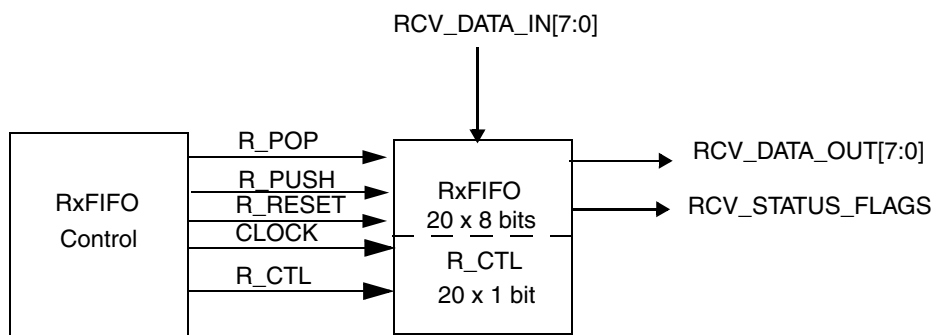 RCV_DATA_IN[7:0]
R_POP
R_PUSH
R_RESET
CLOCK
R_CTL
RxFIFO
Control
RxFIFO
20 x 8 bits
R_CTL
20 x 1 bit
RCV_DATA_OUT[7:0]
RCV_STATUS_FLAGS